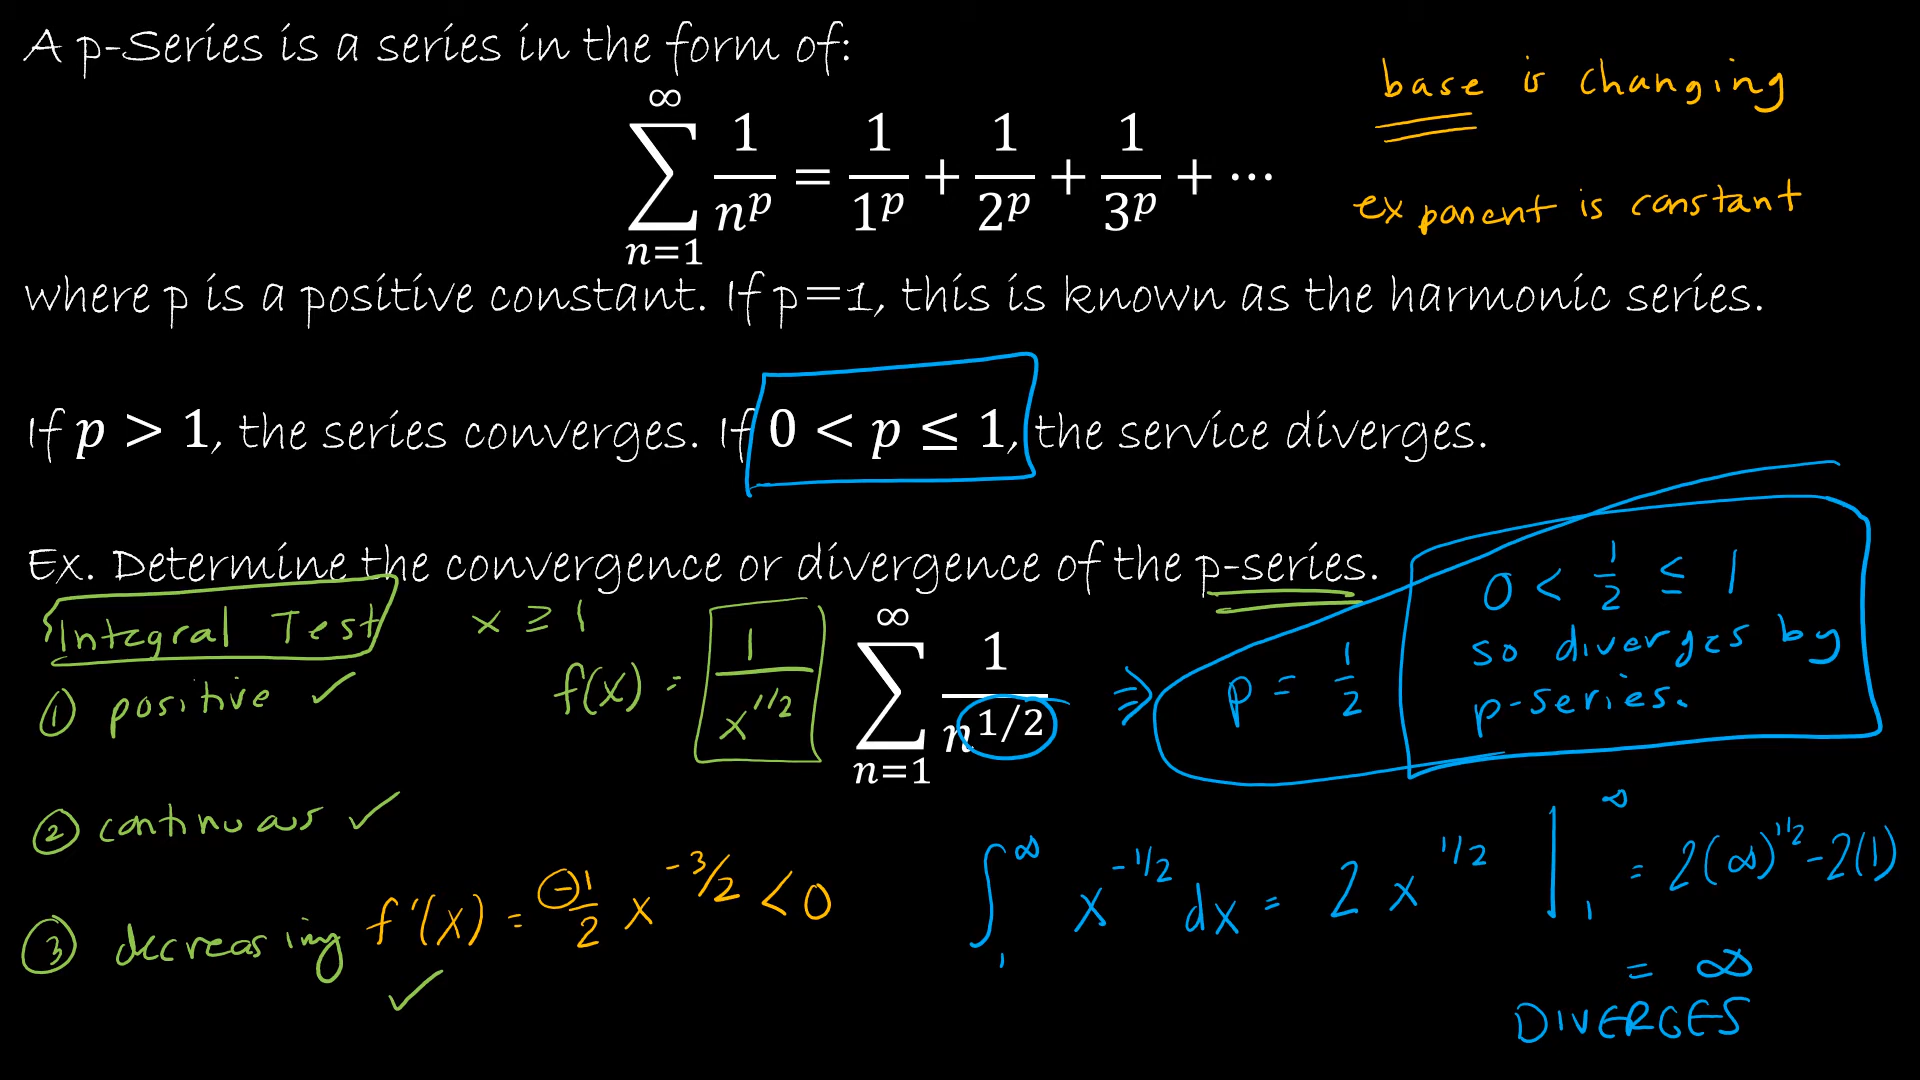 A p-Series is a series in the form of:
base is changing
∞
∑ 1/n^p = 1/1^p + 1/2^p + 1/3^p + ⋯
n=1
exponent is constant
where p is a positive constant. If p=1, this is known as the harmonic series.
If p > 1, the series converges. If 0 < p ≤ 1, the service diverges.
Ex. Determine the convergence or divergence of the p-series.
Integral Test
x ≥ 1
f(x) = 1/x^1/2
∞
∑ 1/n^1/2
n=1
⇒ p = 1/2
0 < 1/2 ≤ 1
so diverges by
p-series.
① positive ✓
② continuous ✓
③ decreasing f'(x) = -1/2 x^-3/2 < 0
✓
∫₁^∞ x^-1/2 dx = 2x^1/2 |₁^∞ = 2(∞)^1/2 - 2(1)
= ∞
DIVERGES